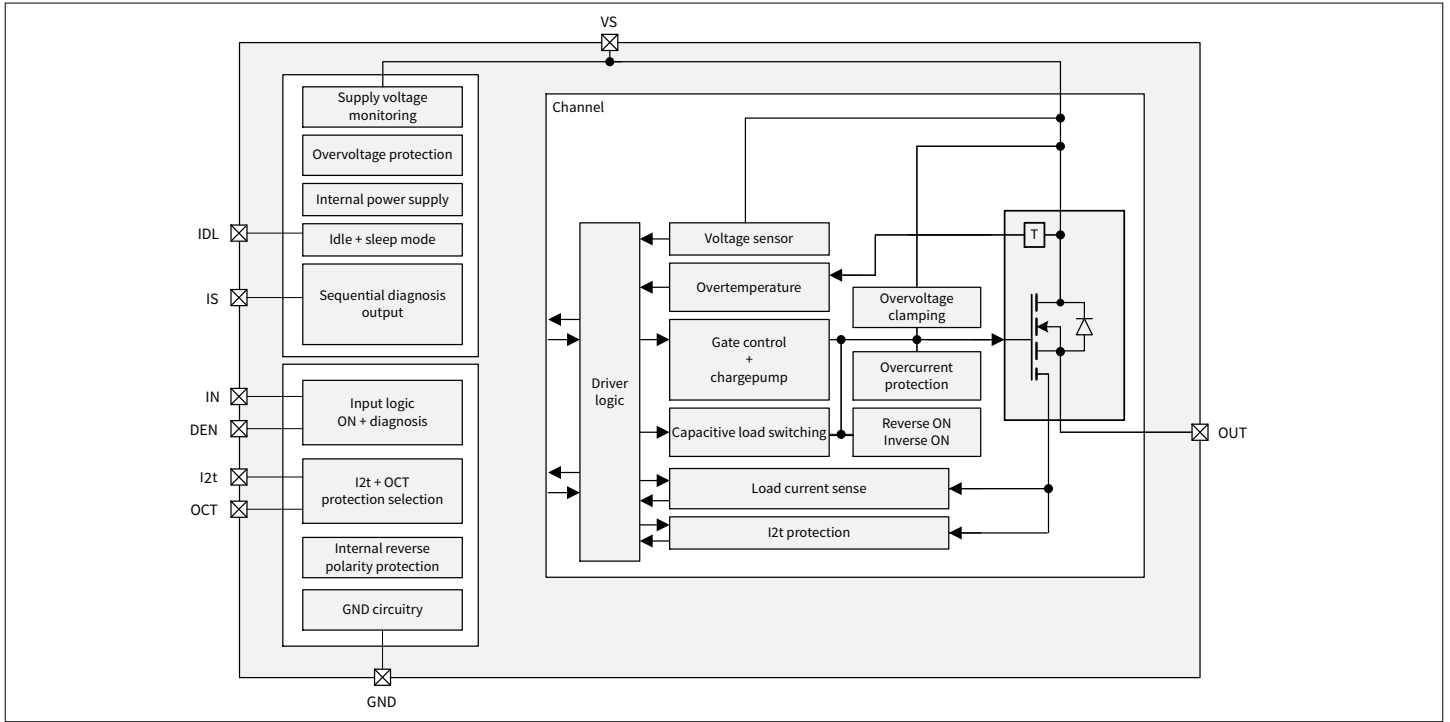 VS
Supply voltage
monitoring
Overvoltage protection
Internal power supply
IDL
Idle + sleep mode
IS
Sequential diagnosis
output
IN
DEN
Input logic
ON + diagnosis
I2t
OCT
I2t + OCT
protection selection
Internal reverse
polarity protection
GND circuitry
GND
Channel
Driver
logic
Voltage sensor
Overtemperature
Gate control
+
chargepump
Capacitive load switching
Overvoltage
clamping
Overcurrent
protection
Reverse ON
Inverse ON
Load current sense
I2t protection
T
OUT